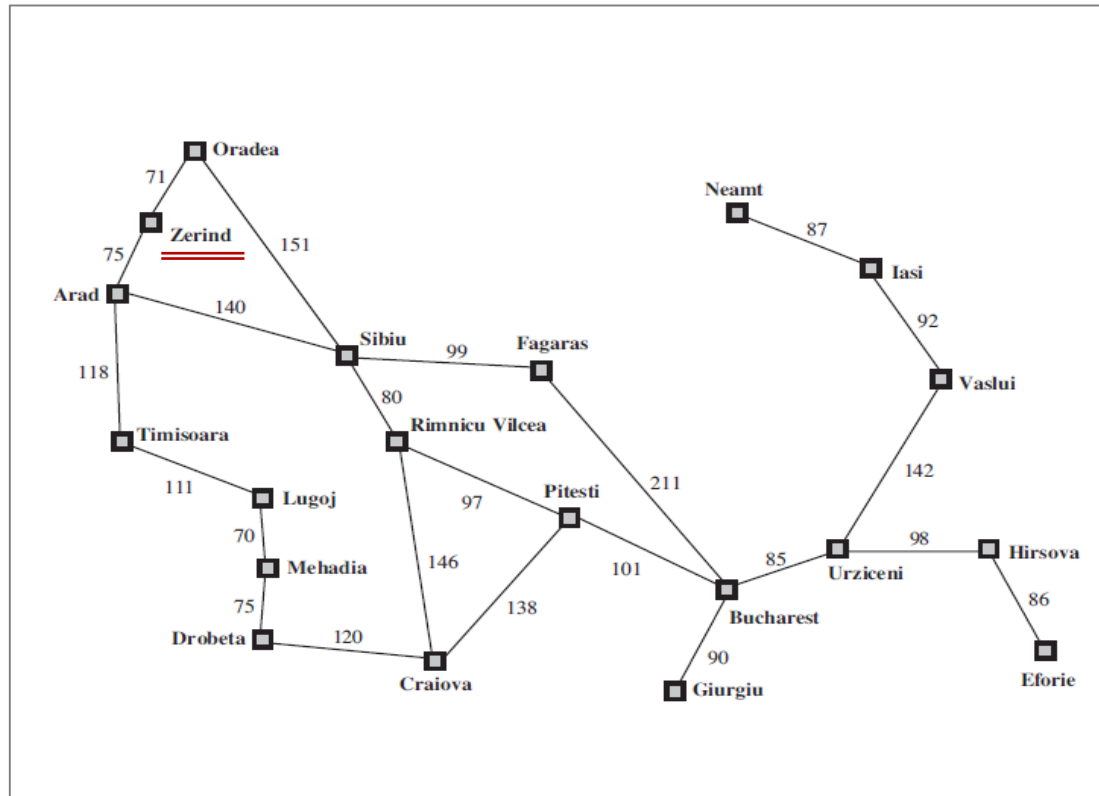 Oradea
71
Neamt
87
Zerind
151
75
Iasi
Arad
140
92
Sibiu
99
Fagaras
118
80
Vaslui
Rimnicu Vilcea
Timisoara
111
211
142
97
Pitesti
Lugoj
70
98
Hirsova
146
101
85
Urziceni
Mehadia
138
86
75
Bucharest
Drobeta
120
90
Craiova
Giurgiu
Eforie